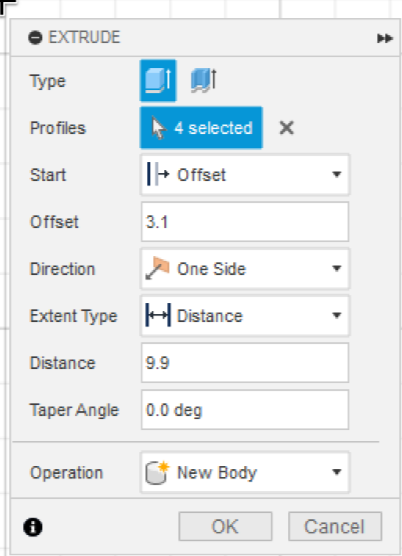 EXTRUDE
Type
Profiles 4 selected
Start Offset
Offset 3.1
Direction One Side
Extent Type Distance
Distance 9.9
Taper Angle 0.0 deg
Operation New Body
OK Cancel